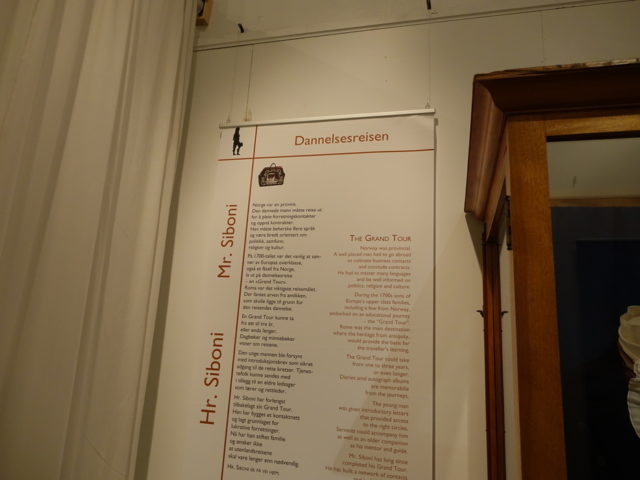 Dannelsesreisen
Mr. Siboni
Hr. Siboni
Norge var en provins.
Den dannede mann måtte reise ut
for å pleie forretningskontakter
og oppnå kontrakter.
Han måtte beherske flere språk
og være bredt orientert om
politikk, samfunn,
religion og kultur.
På 1700-tallet var det vanlig at søn-
ner av Europas overklasse,
også et fåtall fra Norge,
la ut på dannelsesreise
– en «Grand Tour».
Roma var det viktigste reisemålet.
Der fantes arven fra antikken,
som skulle ligge til grunn for
den reisendes dannelse.
En Grand Tour kunne ta
fra ett til tre år,
eller enda lenger.
Dagbøker og minnebøker
vitner om reisene.
Den unge mannen ble forsynt
med introduksjonsbrev som sikret
tilgang til de rette kretser. Tjenes-
tefolk kunne sendes med
i tillegg til en eldre ledsager
som lærer og rettleder.
Hr. Siboni har forlengst
tilbakelagt sin Grand Tour.
Han har bygget et kontaktnett
og lagt grunnlaget for
lukrative forretninger.
Nå har han stiftet familie
og ønsker ikke
at utenlandsreisene
skal vare lenger enn nødvendig.
THE GRAND TOUR
Norway was provincial.
A well placed man had to go abroad
to cultivate business contacts
and conclude contracts.
He had to master many languages
and be well informed on
politics, religion and culture.
During the 1700s sons of
Europe's upper class families,
including a few from Norway,
embarked on an educational journey
– the "Grand Tour".
Rome was the main destination
where the heritage from antiquity
would provide the basis for
the traveller's learning.
The Grand Tour could take
from one to three years,
or even longer.
Diaries and autograph albums
are memorabilia
from the journeys.
The young man
was given introductory letters
that provided access
to the right circles.
Servants could accompany him
as well as an older companion
as his mentor and guide.
Mr. Siboni has long since
completed his Grand Tour.
He has built a network of contacts